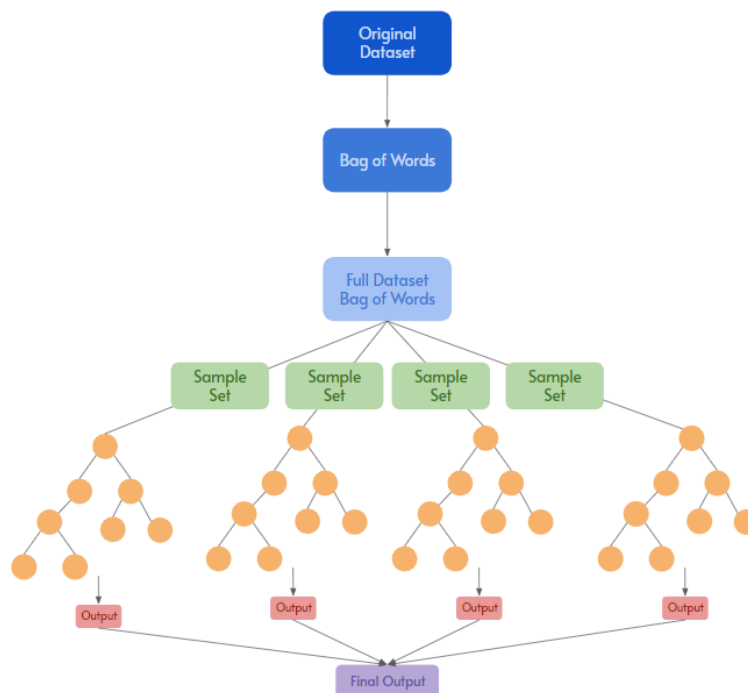 Original
Dataset
Bag of Words
Full Dataset
Bag of Words
Sample
Set
Sample
Set
Sample
Set
Sample
Set
Output
Output
Output
Output
Final Output